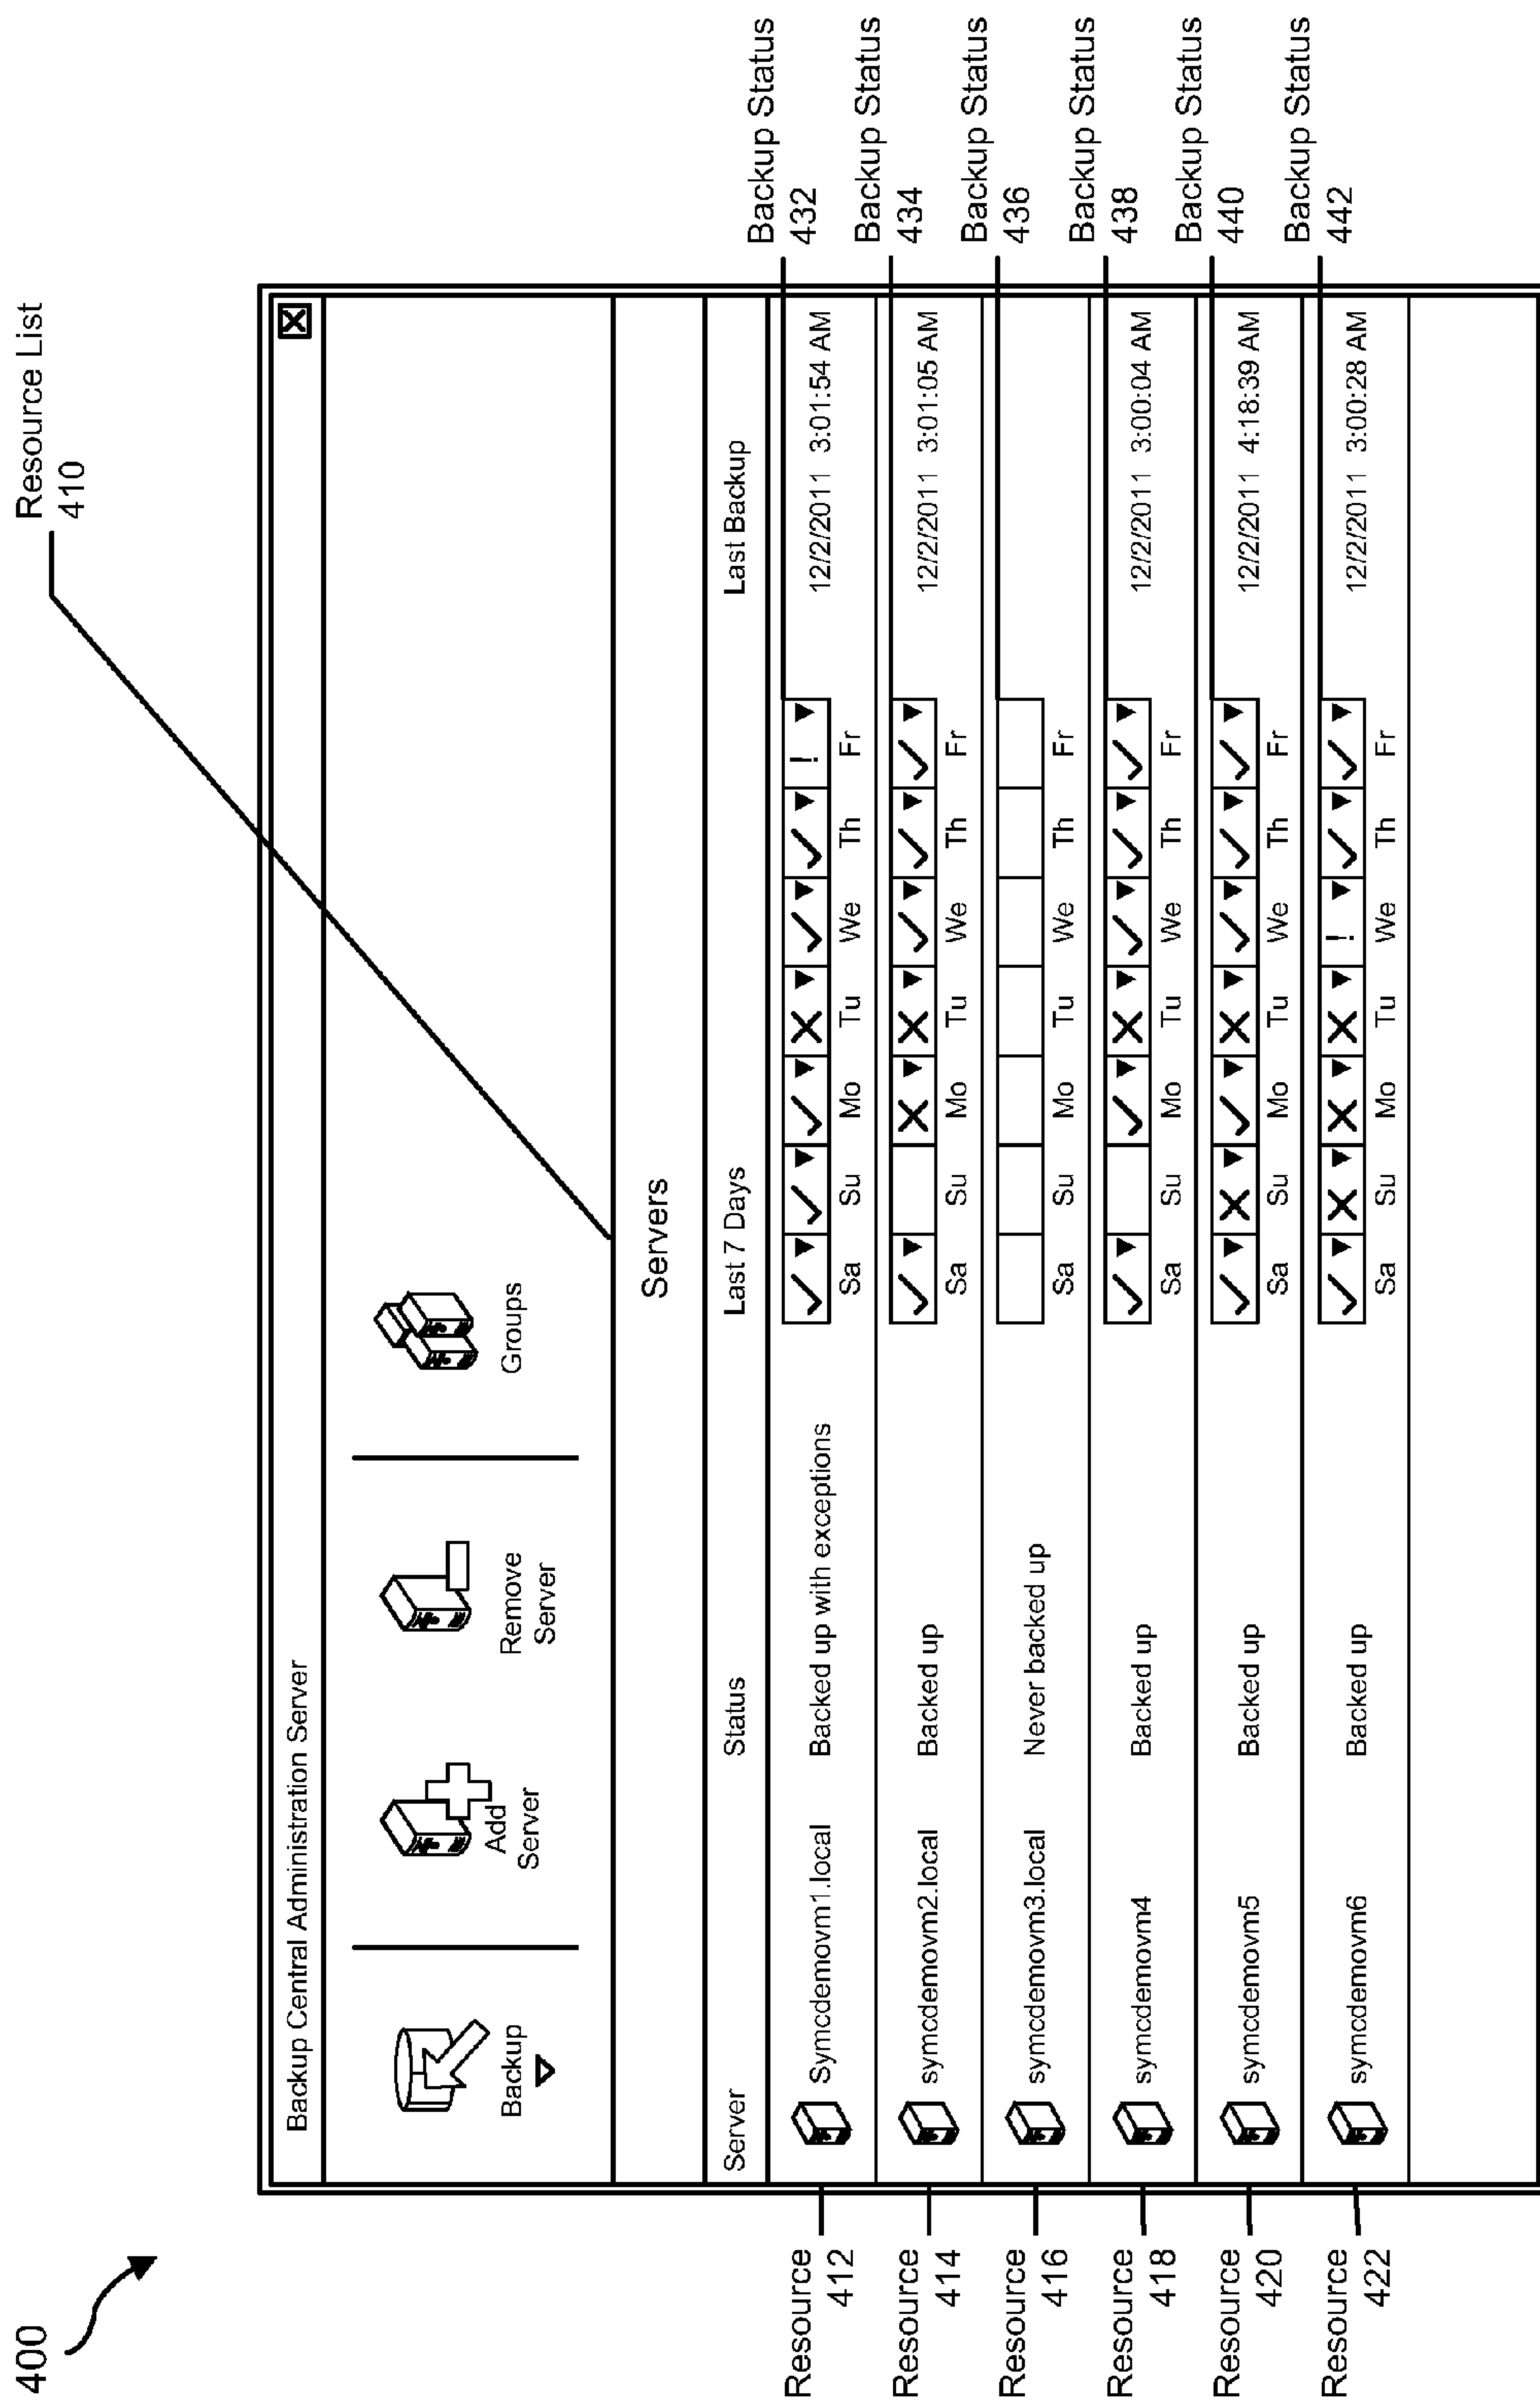 400
Resource List
410
Backup Central Administration Server
Backup
Add
Server
Remove
Server
Groups
Servers
Server Status Last 7 Days Last Backup
Resource
412
Symcdemovm1.local Backed up with exceptions 12/2/2011 3:01:54 AM
Sa Su Mo Tu We Th Fr
Backup Status
432
Resource
414
symcdemovm2.local Backed up 12/2/2011 3:01:05 AM
Sa Su Mo Tu We Th Fr
Backup Status
434
Resource
416
symcdemovm3.local Never backed up
Sa Su Mo Tu We Th Fr
Backup Status
436
Resource
418
symcdemovm4 Backed up 12/2/2011 3:00:04 AM
Sa Su Mo Tu We Th Fr
Backup Status
438
Resource
420
symcdemovm5 Backed up 12/2/2011 4:18:39 AM
Sa Su Mo Tu We Th Fr
Backup Status
440
Resource
422
symcdemovm6 Backed up 12/2/2011 3:00:28 AM
Sa Su Mo Tu We Th Fr
Backup Status
442